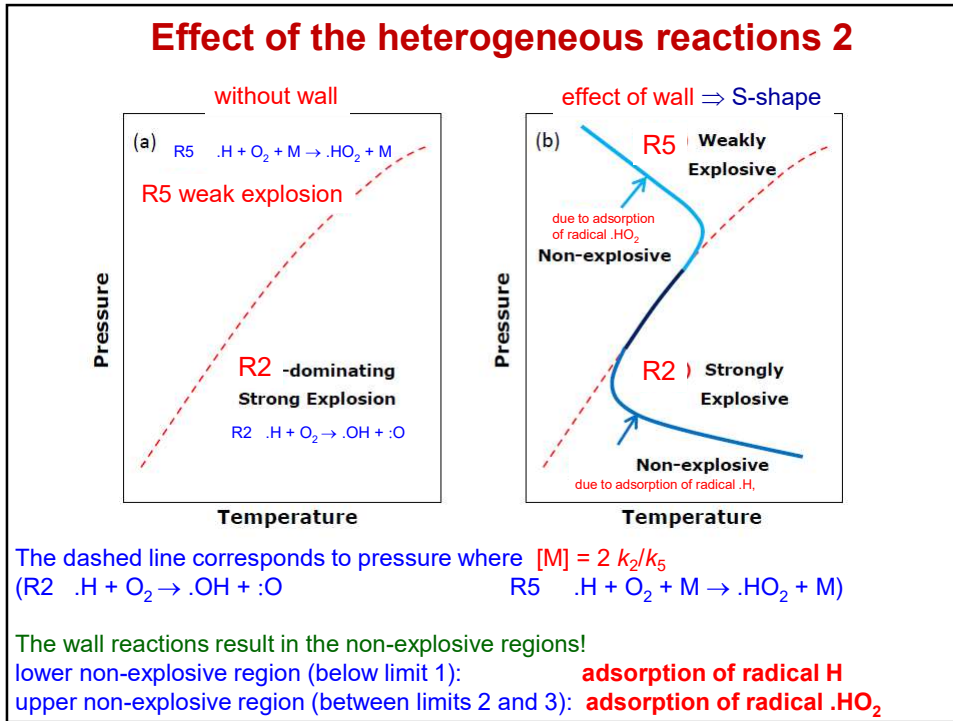 Effect of the heterogeneous reactions 2
without wall
effect of wall ⇒ S-shape
(a)
R5 .H + O₂ + M → .HO₂ + M
R5 weak explosion
R2 -dominating
Strong Explosion
R2 .H + O₂ → .OH + :O
Pressure
Temperature
(b)
R5 ) Weakly
Explosive
due to adsorption
of radical .HO₂
Non-explosive
R2 ) Strongly
Explosive
Non-explosive
due to adsorption of radical .H,
Pressure
Temperature
The dashed line corresponds to pressure where [M] = 2 k₂/k₅
(R2 .H + O₂ → .OH + :O R5 .H + O₂ + M → .HO₂ + M)
The wall reactions result in the non-explosive regions!
lower non-explosive region (below limit 1): adsorption of radical H
upper non-explosive region (between limits 2 and 3): adsorption of radical .HO₂